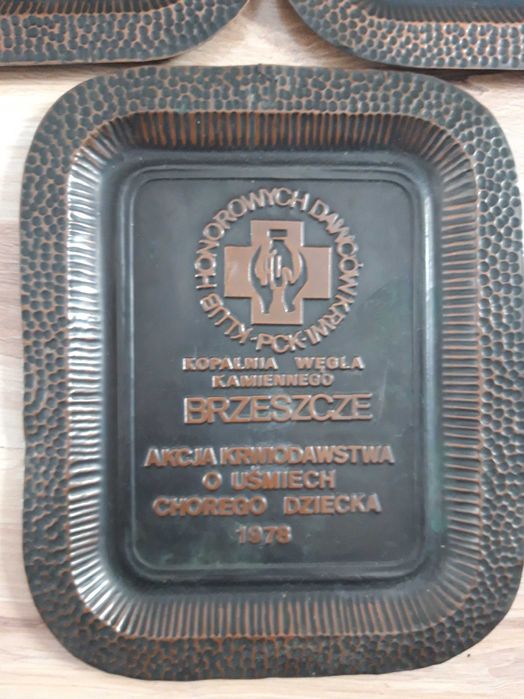 KLUB HONOROWYCH DAWCÓW KRWI
·PCK·
KOPALNIA WĘGLA
KAMIENNEGO
BRZESZCZE
AKCJA KRWIODAWSTWA
O UŚMIECH
CHOREGO DZIECKA
1978